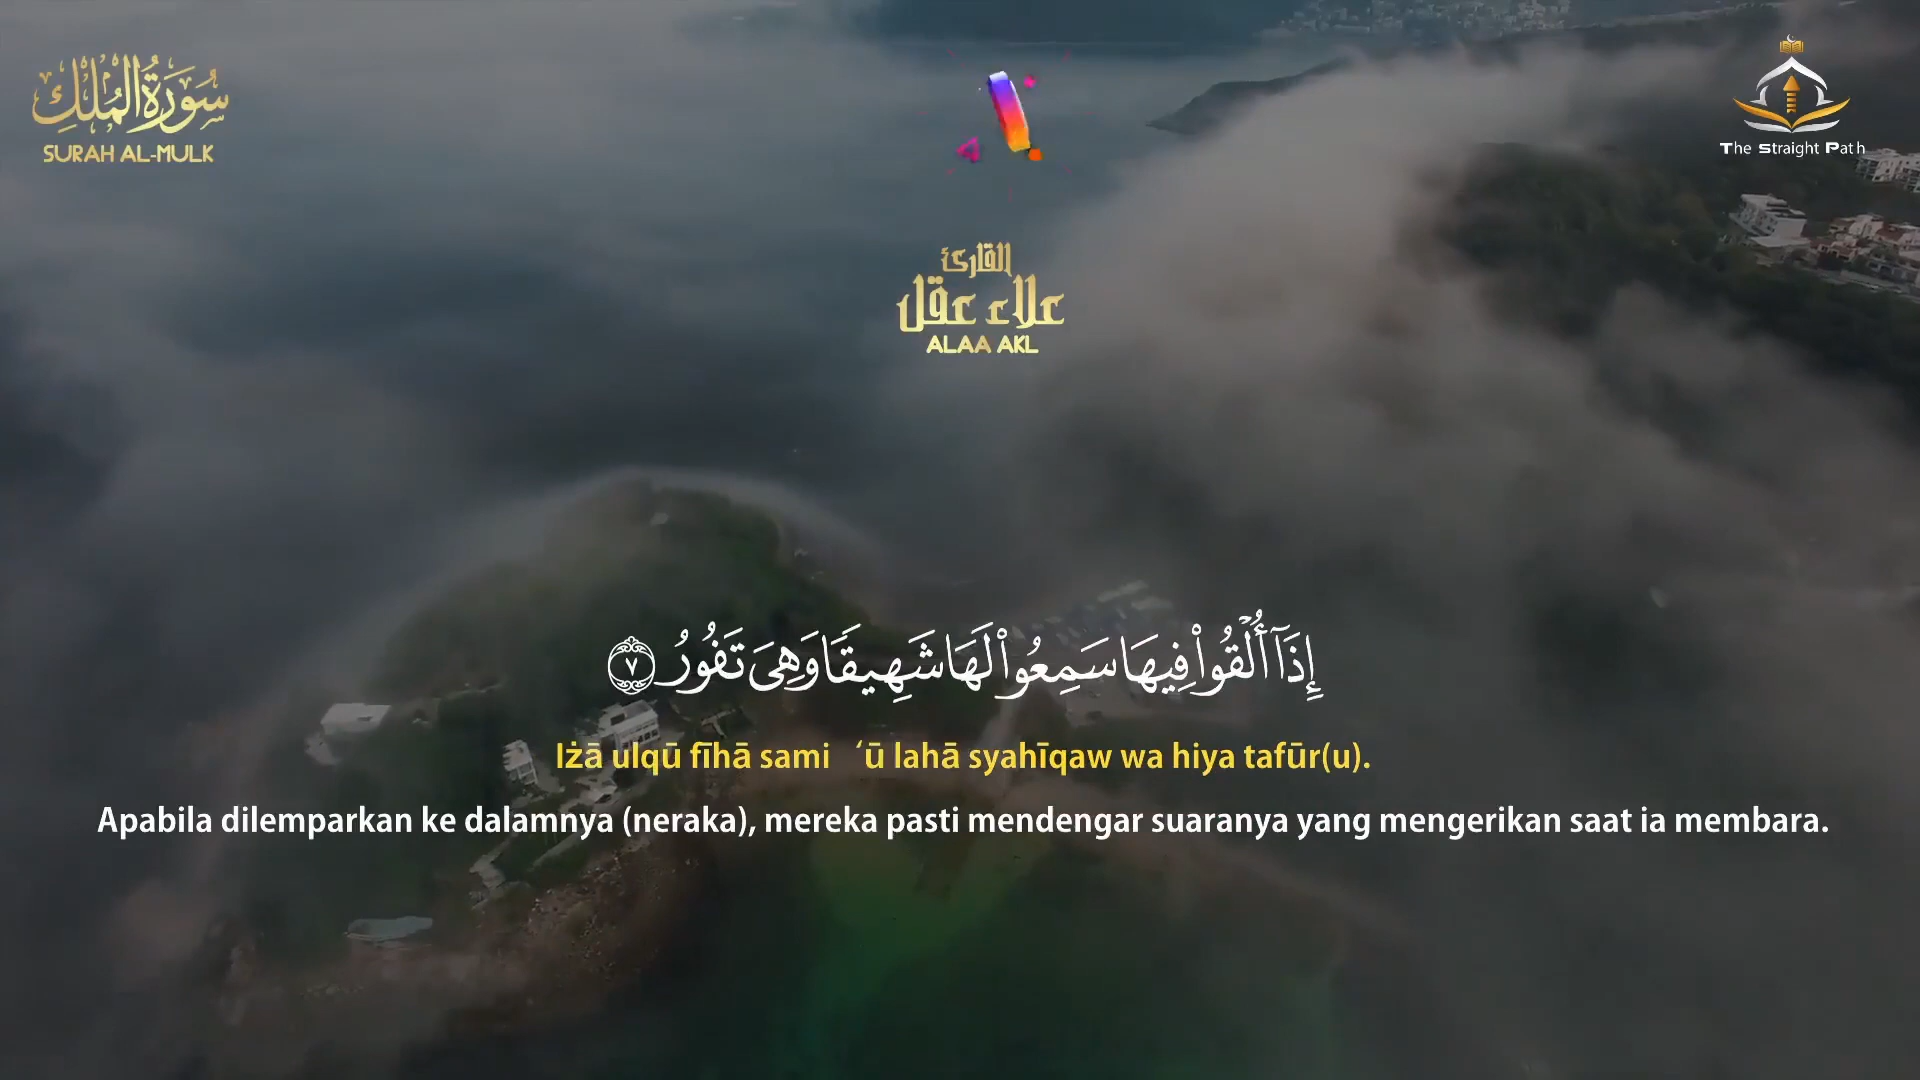 سُورَةُ الْمُلْكِ
SURAH AL-MULK
The Straight Path
القارئ
علاء عقل
ALAA AKL
إِذَآ أُلْقُوا۟ فِيهَا سَمِعُوا۟ لَهَا شَهِيقًا وَهِىَ تَفُورُ ٧
Iżā ulqū fīhā sami‘ū lahā syahīqaw wa hiya tafūr(u).
Apabila dilemparkan ke dalamnya (neraka), mereka pasti mendengar suaranya yang mengerikan saat ia membara.